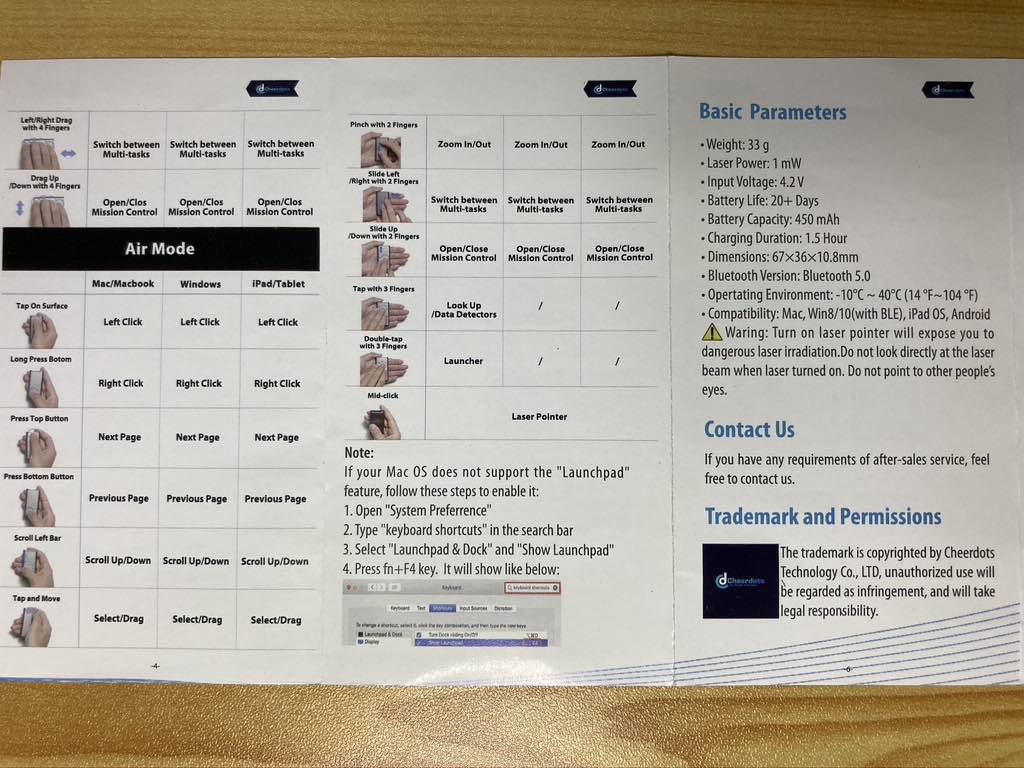 Cheerdots
Left/Right Drag
with 4 Fingers
Switch between
Multi-tasks
Switch between
Multi-tasks
Switch between
Multi-tasks
Drag Up
/Down with 4 Fingers
Open/Clos
Mission Control
Open/Clos
Mission Control
Open/Clos
Mission Control
Air Mode
Mac/Macbook Windows iPad/Tablet
Tap On Surface
Left Click Left Click Left Click
Long Press Botom
Right Click Right Click Right Click
Press Top Button
Next Page Next Page Next Page
Press Bottom Button
Previous Page Previous Page Previous Page
Scroll Left Bar
Scroll Up/Down Scroll Up/Down Scroll Up/Down
Tap and Move
Select/Drag Select/Drag Select/Drag
-4-
Cheerdots
Pinch with 2 Fingers
Zoom In/Out Zoom In/Out Zoom In/Out
Slide Left
/Right with 2 Fingers
Switch between
Multi-tasks
Switch between
Multi-tasks
Switch between
Multi-tasks
Slide Up
/Down with 2 Fingers
Open/Close
Mission Control
Open/Close
Mission Control
Open/Close
Mission Control
Tap with 3 Fingers
Look Up
/Data Detectors
/ /
Double-tap
with 3 Fingers
Launcher / /
Mid-click
Laser Pointer
Note:
If your Mac OS does not support the "Launchpad"
feature, follow these steps to enable it:
1. Open "System Preferrence"
2. Type "keyboard shortcuts" in the search bar
3. Select "Launchpad & Dock" and "Show Launchpad"
4. Press fn+F4 key. It will show like below:
Keyboard
keyboard shortcuts
Keyboard Text Shortcuts Input Sources Dictation
To change a shortcut, select it, click the key combination, and then type the new keys.
Launchpad & Dock
Turn Dock Hiding On/Off ⌥⌘D
Display
Show Launchpad
Cheerdots
Basic Parameters
• Weight: 33 g
• Laser Power: 1 mW
• Input Voltage: 4.2 V
• Battery Life: 20+ Days
• Battery Capacity: 450 mAh
• Charging Duration: 1.5 Hour
• Dimensions: 67×36×10.8mm
• Bluetooth Version: Bluetooth 5.0
• Opertating Environment: -10°C ~ 40°C (14 °F~104 °F)
• Compatibility: Mac, Win8/10(with BLE), iPad OS, Android
Waring: Turn on laser pointer will expose you to
dangerous laser irradiation.Do not look directly at the laser
beam when laser turned on. Do not point to other people's
eyes.
Contact Us
If you have any requirements of after-sales service, feel
free to contact us.
Trademark and Permissions
Cheerdots
The trademark is copyrighted by Cheerdots
Technology Co., LTD, unauthorized use will
be regarded as infringement, and will take
legal responsibility.
-6-